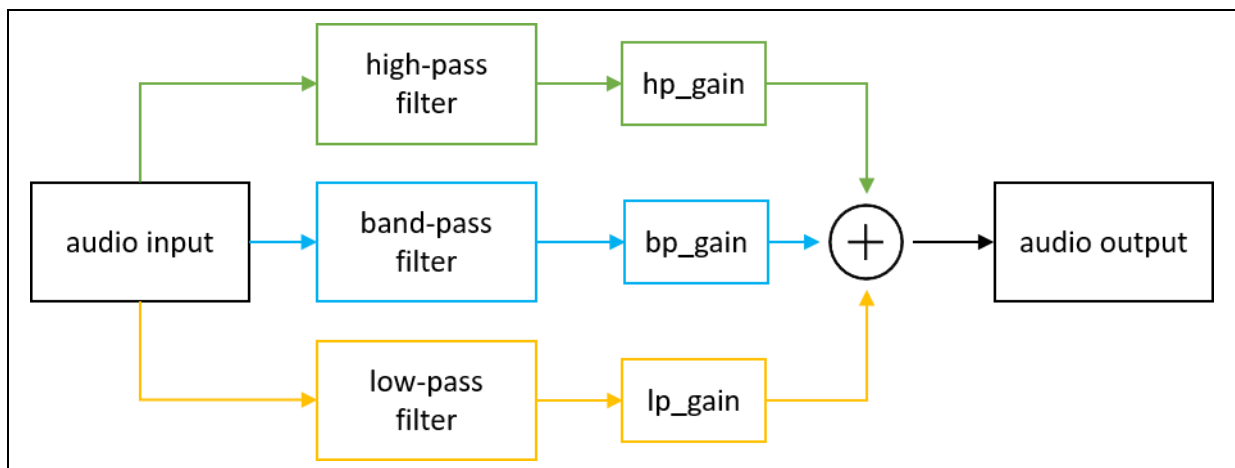 high-pass
filter
hp_gain
audio input
band-pass
filter
bp_gain
+
audio output
low-pass
filter
lp_gain